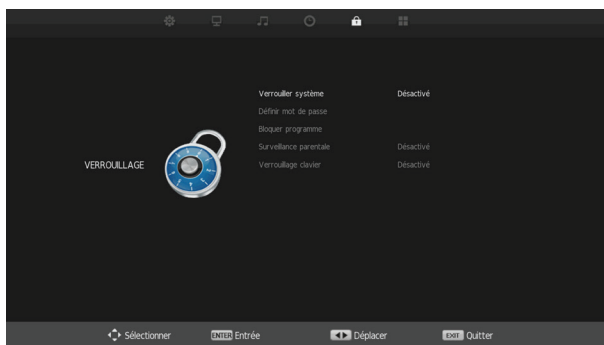 Verrouiller système Désactivé
Définir mot de passe
Bloquer programme
Surveillance parentale Désactivé
VERROUILLAGE
Verrouillage clavier Désactivé
Sélectionner ENTER Entrée Déplacer EXIT Quitter